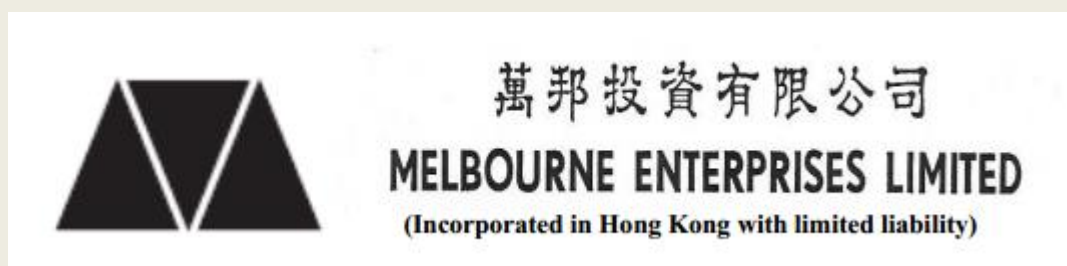 萬邦投資有限公司
MELBOURNE ENTERPRISES LIMITED
(Incorporated in Hong Kong with limited liability)